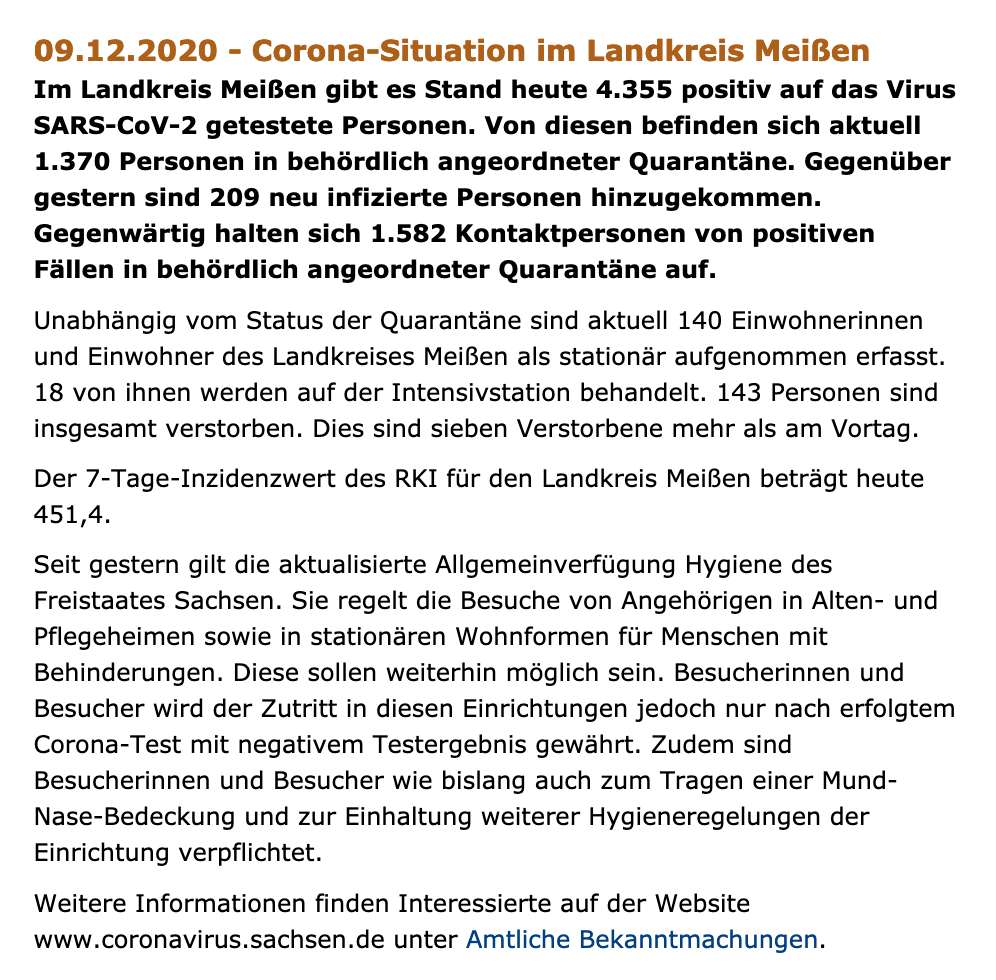 09.12.2020 - Corona-Situation im Landkreis Meißen
Im Landkreis Meißen gibt es Stand heute 4.355 positiv auf das Virus
SARS-CoV-2 getestete Personen. Von diesen befinden sich aktuell
1.370 Personen in behördlich angeordneter Quarantäne. Gegenüber
gestern sind 209 neu infizierte Personen hinzugekommen.
Gegenwärtig halten sich 1.582 Kontaktpersonen von positiven
Fällen in behördlich angeordneter Quarantäne auf.
Unabhängig vom Status der Quarantäne sind aktuell 140 Einwohnerinnen
und Einwohner des Landkreises Meißen als stationär aufgenommen erfasst.
18 von ihnen werden auf der Intensivstation behandelt. 143 Personen sind
insgesamt verstorben. Dies sind sieben Verstorbene mehr als am Vortag.
Der 7-Tage-Inzidenzwert des RKI für den Landkreis Meißen beträgt heute
451,4.
Seit gestern gilt die aktualisierte Allgemeinverfügung Hygiene des
Freistaates Sachsen. Sie regelt die Besuche von Angehörigen in Alten- und
Pflegeheimen sowie in stationären Wohnformen für Menschen mit
Behinderungen. Diese sollen weiterhin möglich sein. Besucherinnen und
Besucher wird der Zutritt in diesen Einrichtungen jedoch nur nach erfolgtem
Corona-Test mit negativem Testergebnis gewährt. Zudem sind
Besucherinnen und Besucher wie bislang auch zum Tragen einer Mund-
Nase-Bedeckung und zur Einhaltung weiterer Hygieneregelungen der
Einrichtung verpflichtet.
Weitere Informationen finden Interessierte auf der Website
www.coronavirus.sachsen.de unter Amtliche Bekanntmachungen.